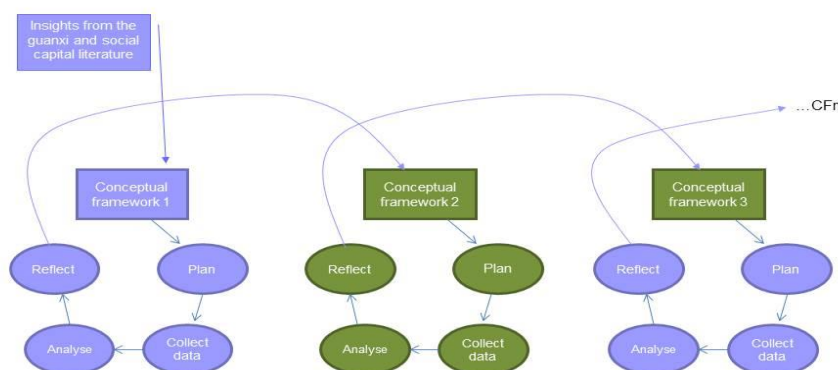 Insights from the
guanxi and social
capital literature
...CFn
Conceptual
framework 1
Conceptual
framework 2
Conceptual
framework 3
Reflect
Plan
Reflect
Plan
Reflect
Plan
Analyse
Collect
data
Analyse
Collect
data
Analyse
Collect
data